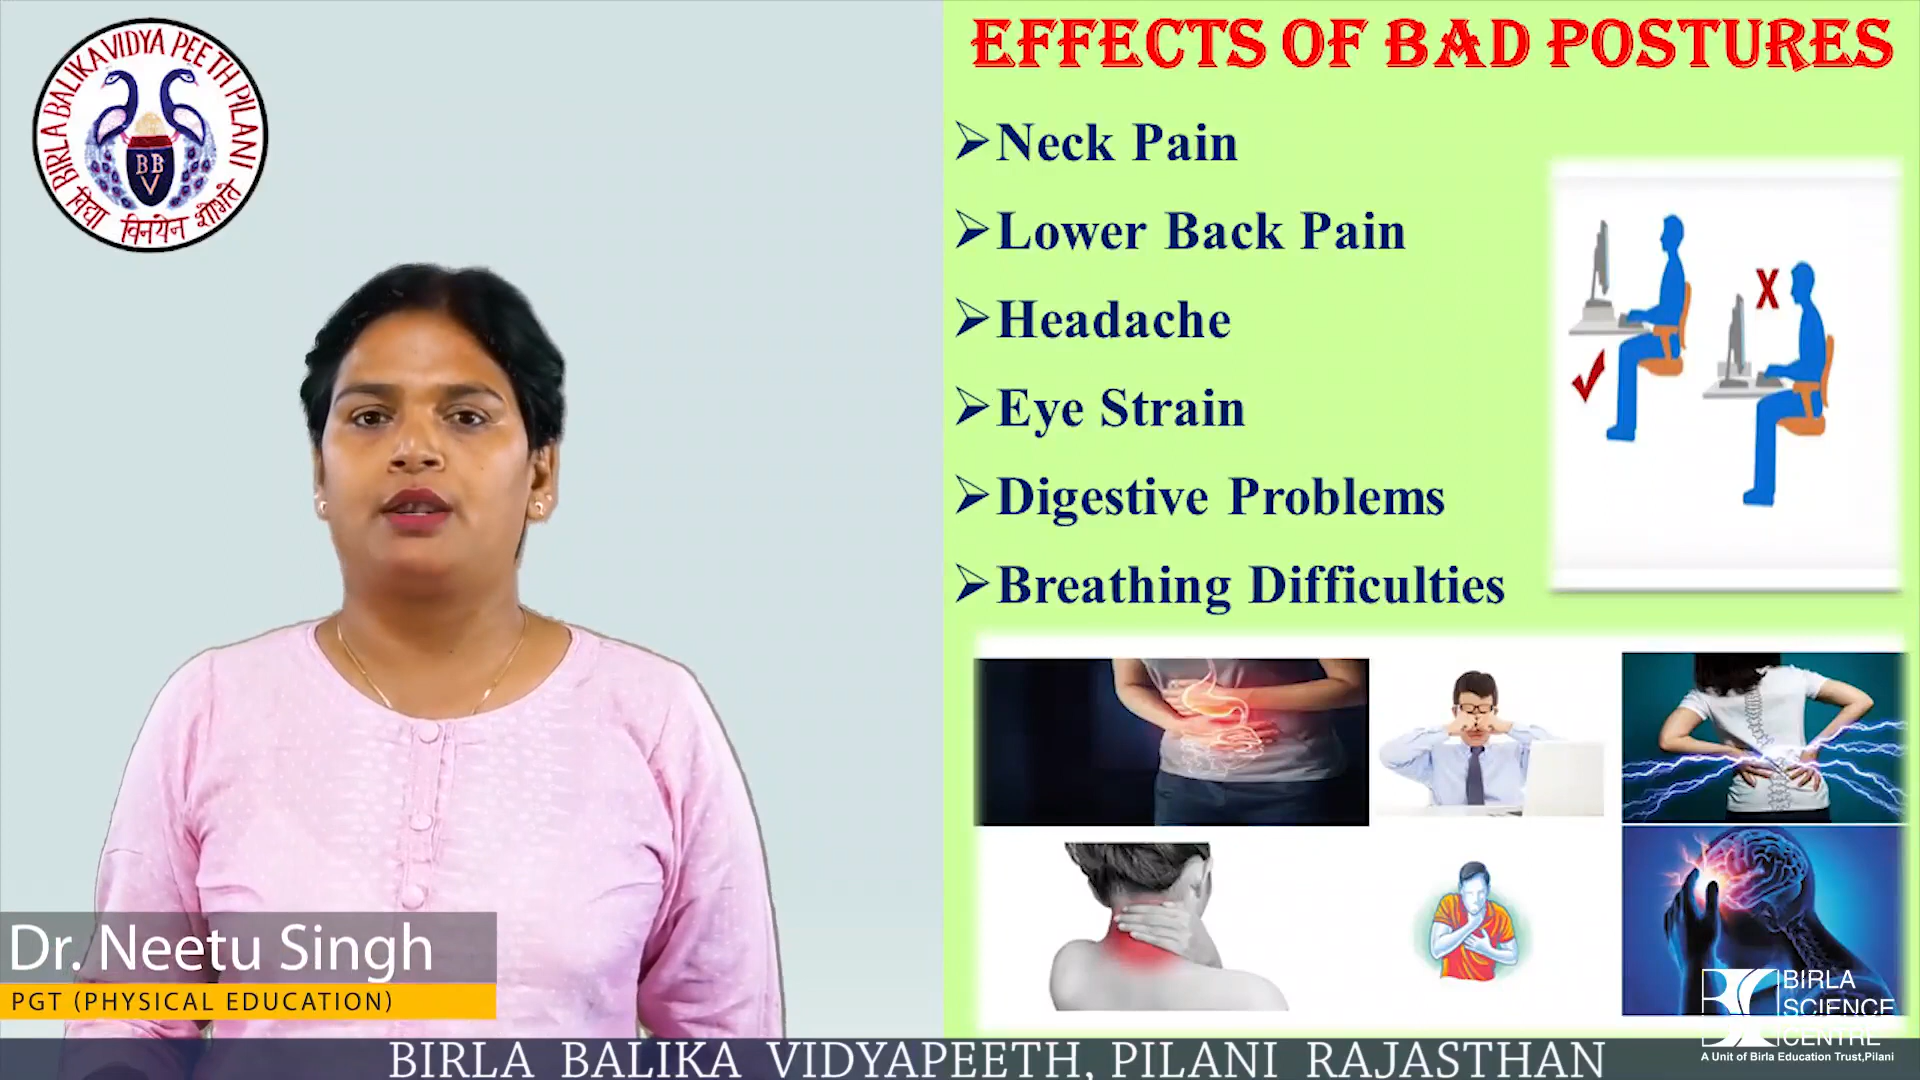 BIRLA BALIKA VIDYA PEETH PILANI
BB
V
विद्या विनयेन शोभते
EFFECTS OF BAD POSTURES
➢Neck Pain
➢Lower Back Pain
➢Headache
➢Eye Strain
➢Digestive Problems
➢Breathing Difficulties
X
Dr. Neetu Singh
PGT (PHYSICAL EDUCATION)
BIRLA
SCIENCE
CENTRE
A Unit of Birla Education Trust,Pilani
BIRLA BALIKA VIDYAPEETH, PILANI RAJASTHAN